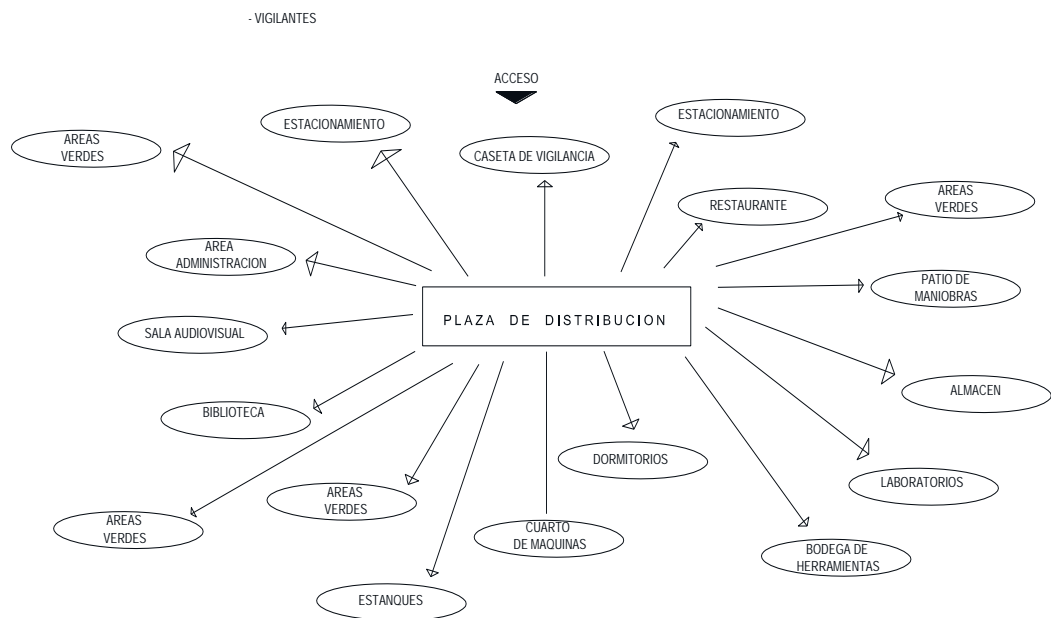 - VIGILANTES
ACCESO
ESTACIONAMIENTO
ESTACIONAMIENTO
AREAS
VERDES
CASETA DE VIGILANCIA
RESTAURANTE
AREAS
VERDES
AREA
ADMINISTRACION
PATIO DE
MANIOBRAS
PLAZA DE DISTRIBUCION
SALA AUDIOVISUAL
ALMACEN
BIBLIOTECA
DORMITORIOS
LABORATORIOS
AREAS
VERDES
AREAS
VERDES
CUARTO
DE MAQUINAS
BODEGA DE
HERRAMIENTAS
ESTANQUES